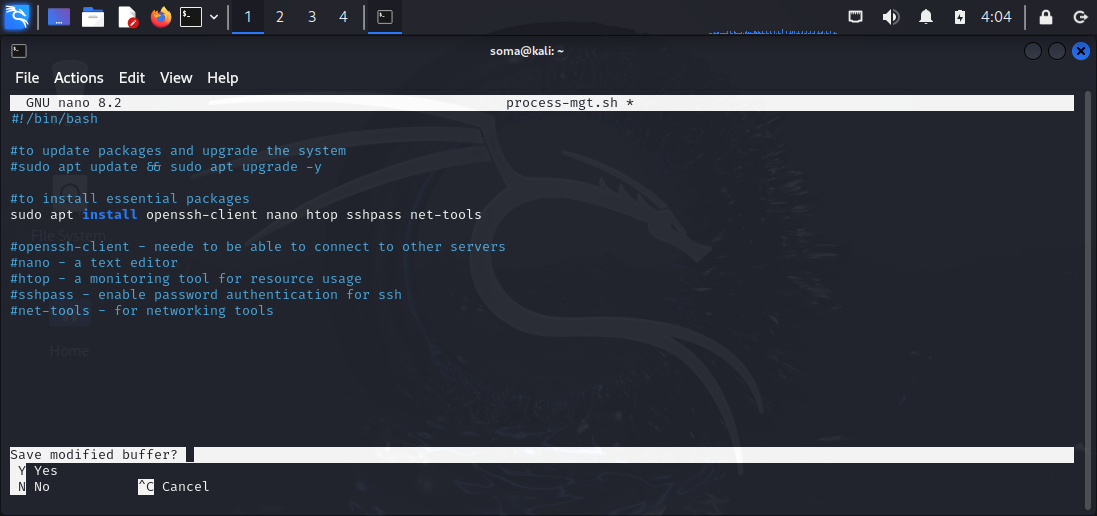 1 2 3 4 4:04
soma@kali: ~
File Actions Edit View Help
GNU nano 8.2 process-mgt.sh *
#!/bin/bash
#to update packages and upgrade the system
#sudo apt update && sudo apt upgrade -y
#to install essential packages
sudo apt install openssh-client nano htop sshpass net-tools
#openssh-client - neede to be able to connect to other servers
#nano - a text editor
#htop - a monitoring tool for resource usage
#sshpass - enable password authentication for ssh
#net-tools - for networking tools
File System
Home
Save modified buffer?
Y Yes
N No ^C Cancel